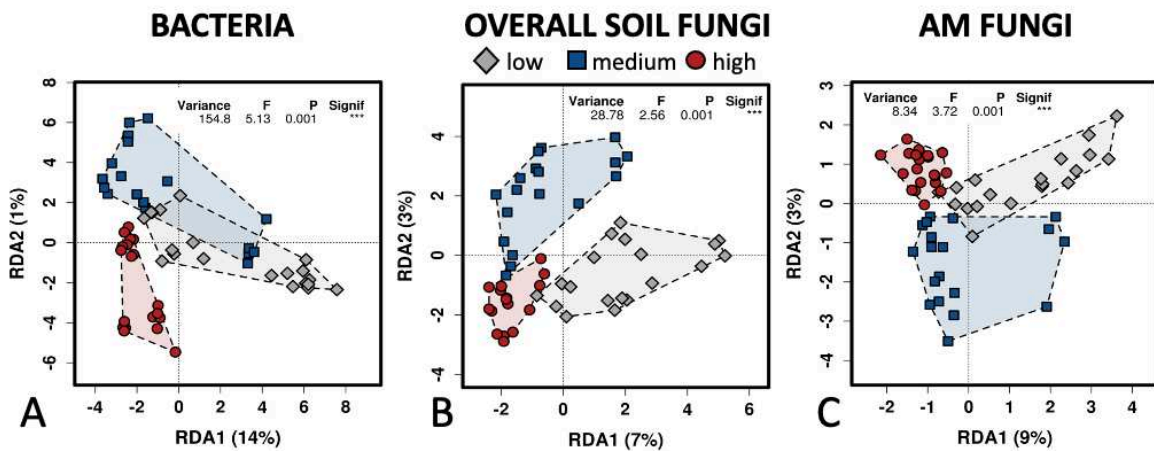 BACTERIA
OVERALL SOIL FUNGI
AM FUNGI
low medium high
Variance F P Signif
154.8 5.13 0.001 ***
8
6
4
2
0
-2
-4
-6
RDA2 (1%)
-4 -2 0 2 4 6 8
RDA1 (14%)
A
Variance F P Signif
28.78 2.56 0.001 ***
4
2
0
-2
-4
RDA2 (3%)
-2 0 2 4 6
RDA1 (7%)
B
Variance F P Signif
8.34 3.72 0.001 ***
3
2
1
0
-1
-2
-3
-4
RDA2 (3%)
-2 -1 0 1 2 3 4
RDA1 (9%)
C